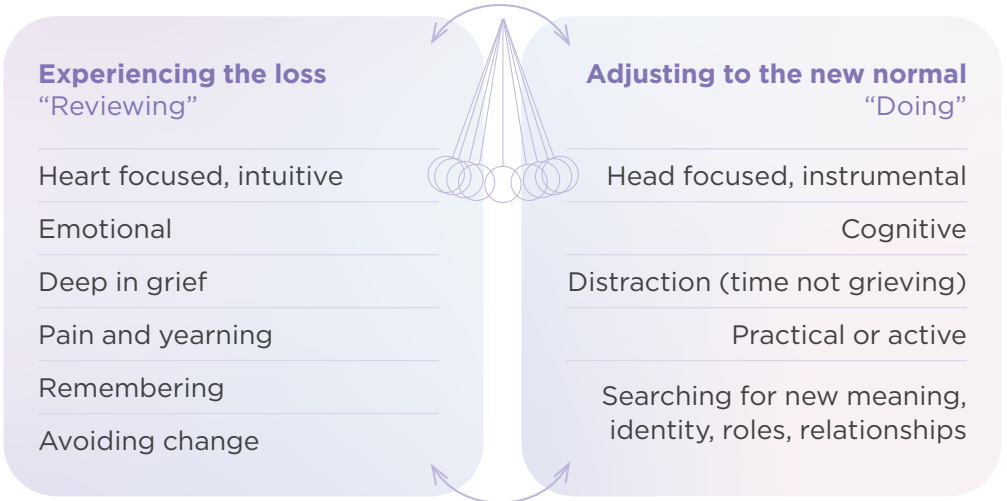 Experiencing the loss
“Reviewing”
Heart focused, intuitive
Emotional
Deep in grief
Pain and yearning
Remembering
Avoiding change
Adjusting to the new normal
“Doing”
Head focused, instrumental
Cognitive
Distraction (time not grieving)
Practical or active
Searching for new meaning,
identity, roles, relationships